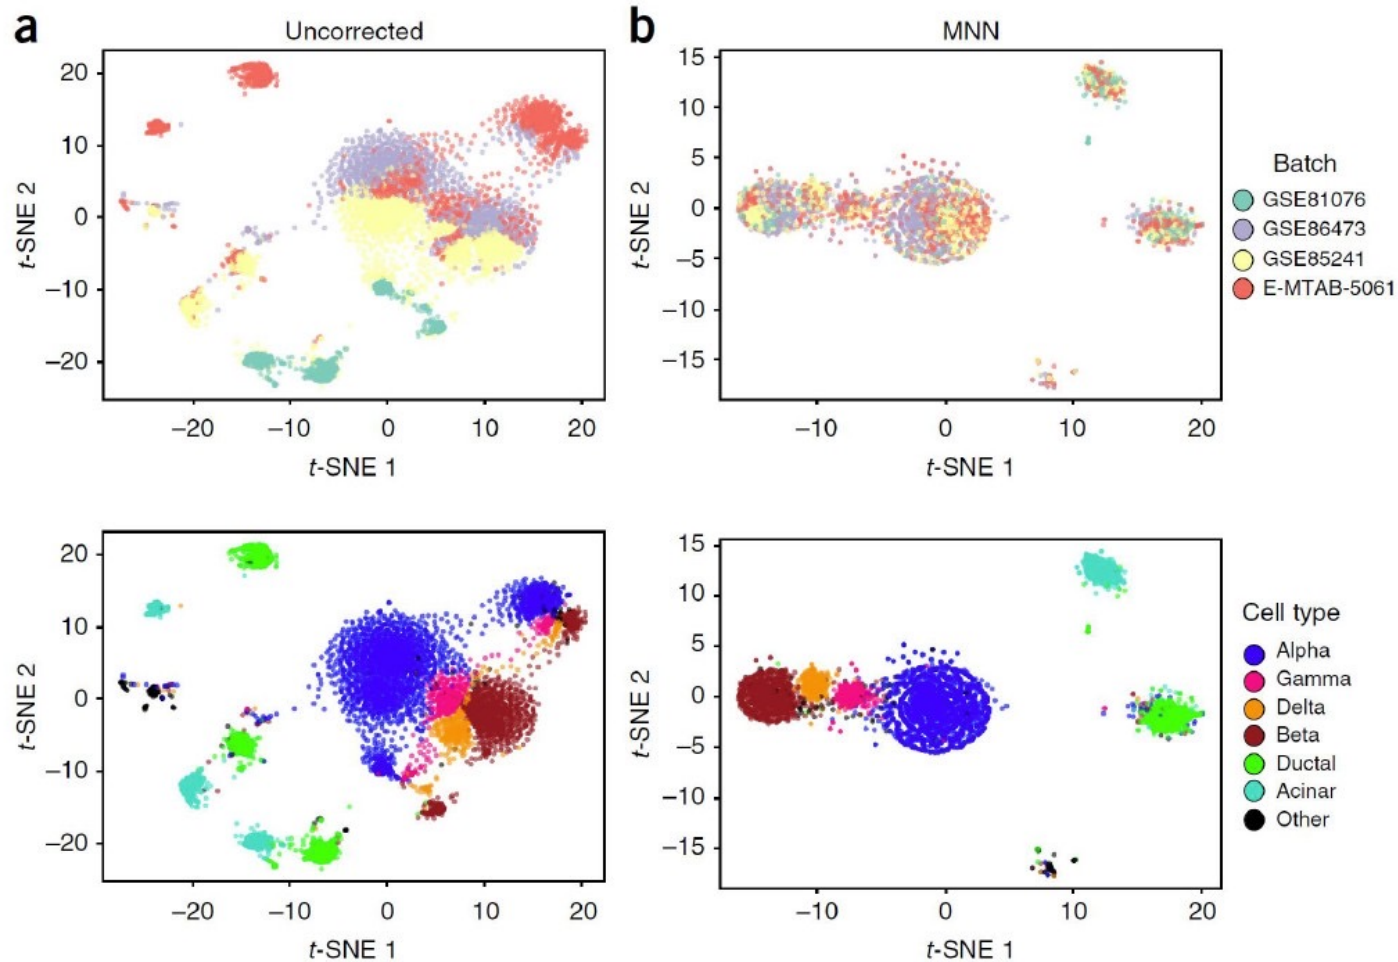 a
Uncorrected
20
10
0
−10
−20
t-SNE 2
−20 −10 0 10 20
t-SNE 1
b
MNN
15
10
5
0
−5
−10
−15
t-SNE 2
−10 0 10 20
t-SNE 1
Batch
GSE81076
GSE86473
GSE85241
E-MTAB-5061
20
10
0
−10
−20
t-SNE 2
−20 −10 0 10 20
t-SNE 1
15
10
5
0
−5
−10
−15
t-SNE 2
−10 0 10 20
t-SNE 1
Cell type
Alpha
Gamma
Delta
Beta
Ductal
Acinar
Other